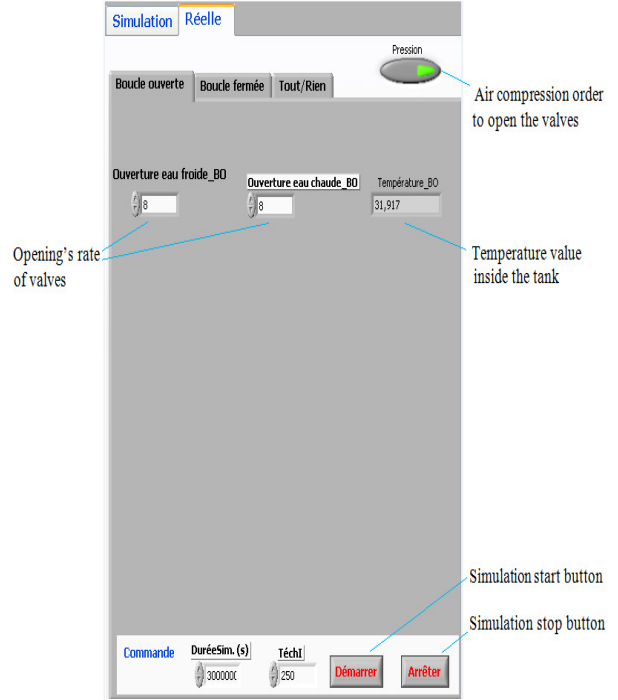 Simulation Réelle
Pression
Boucle ouverte Boucle fermée Tout/Rien
Air compression order
to open the valves
Ouverture eau froide_BO Ouverture eau chaude_BO Température_BO
8 8 31,917
Opening's rate
of valves
Temperature value
inside the tank
Simulation start button
Simulation stop button
Commande DuréeSim. (s) TéchI
300000 250 Démarrer Arrêter